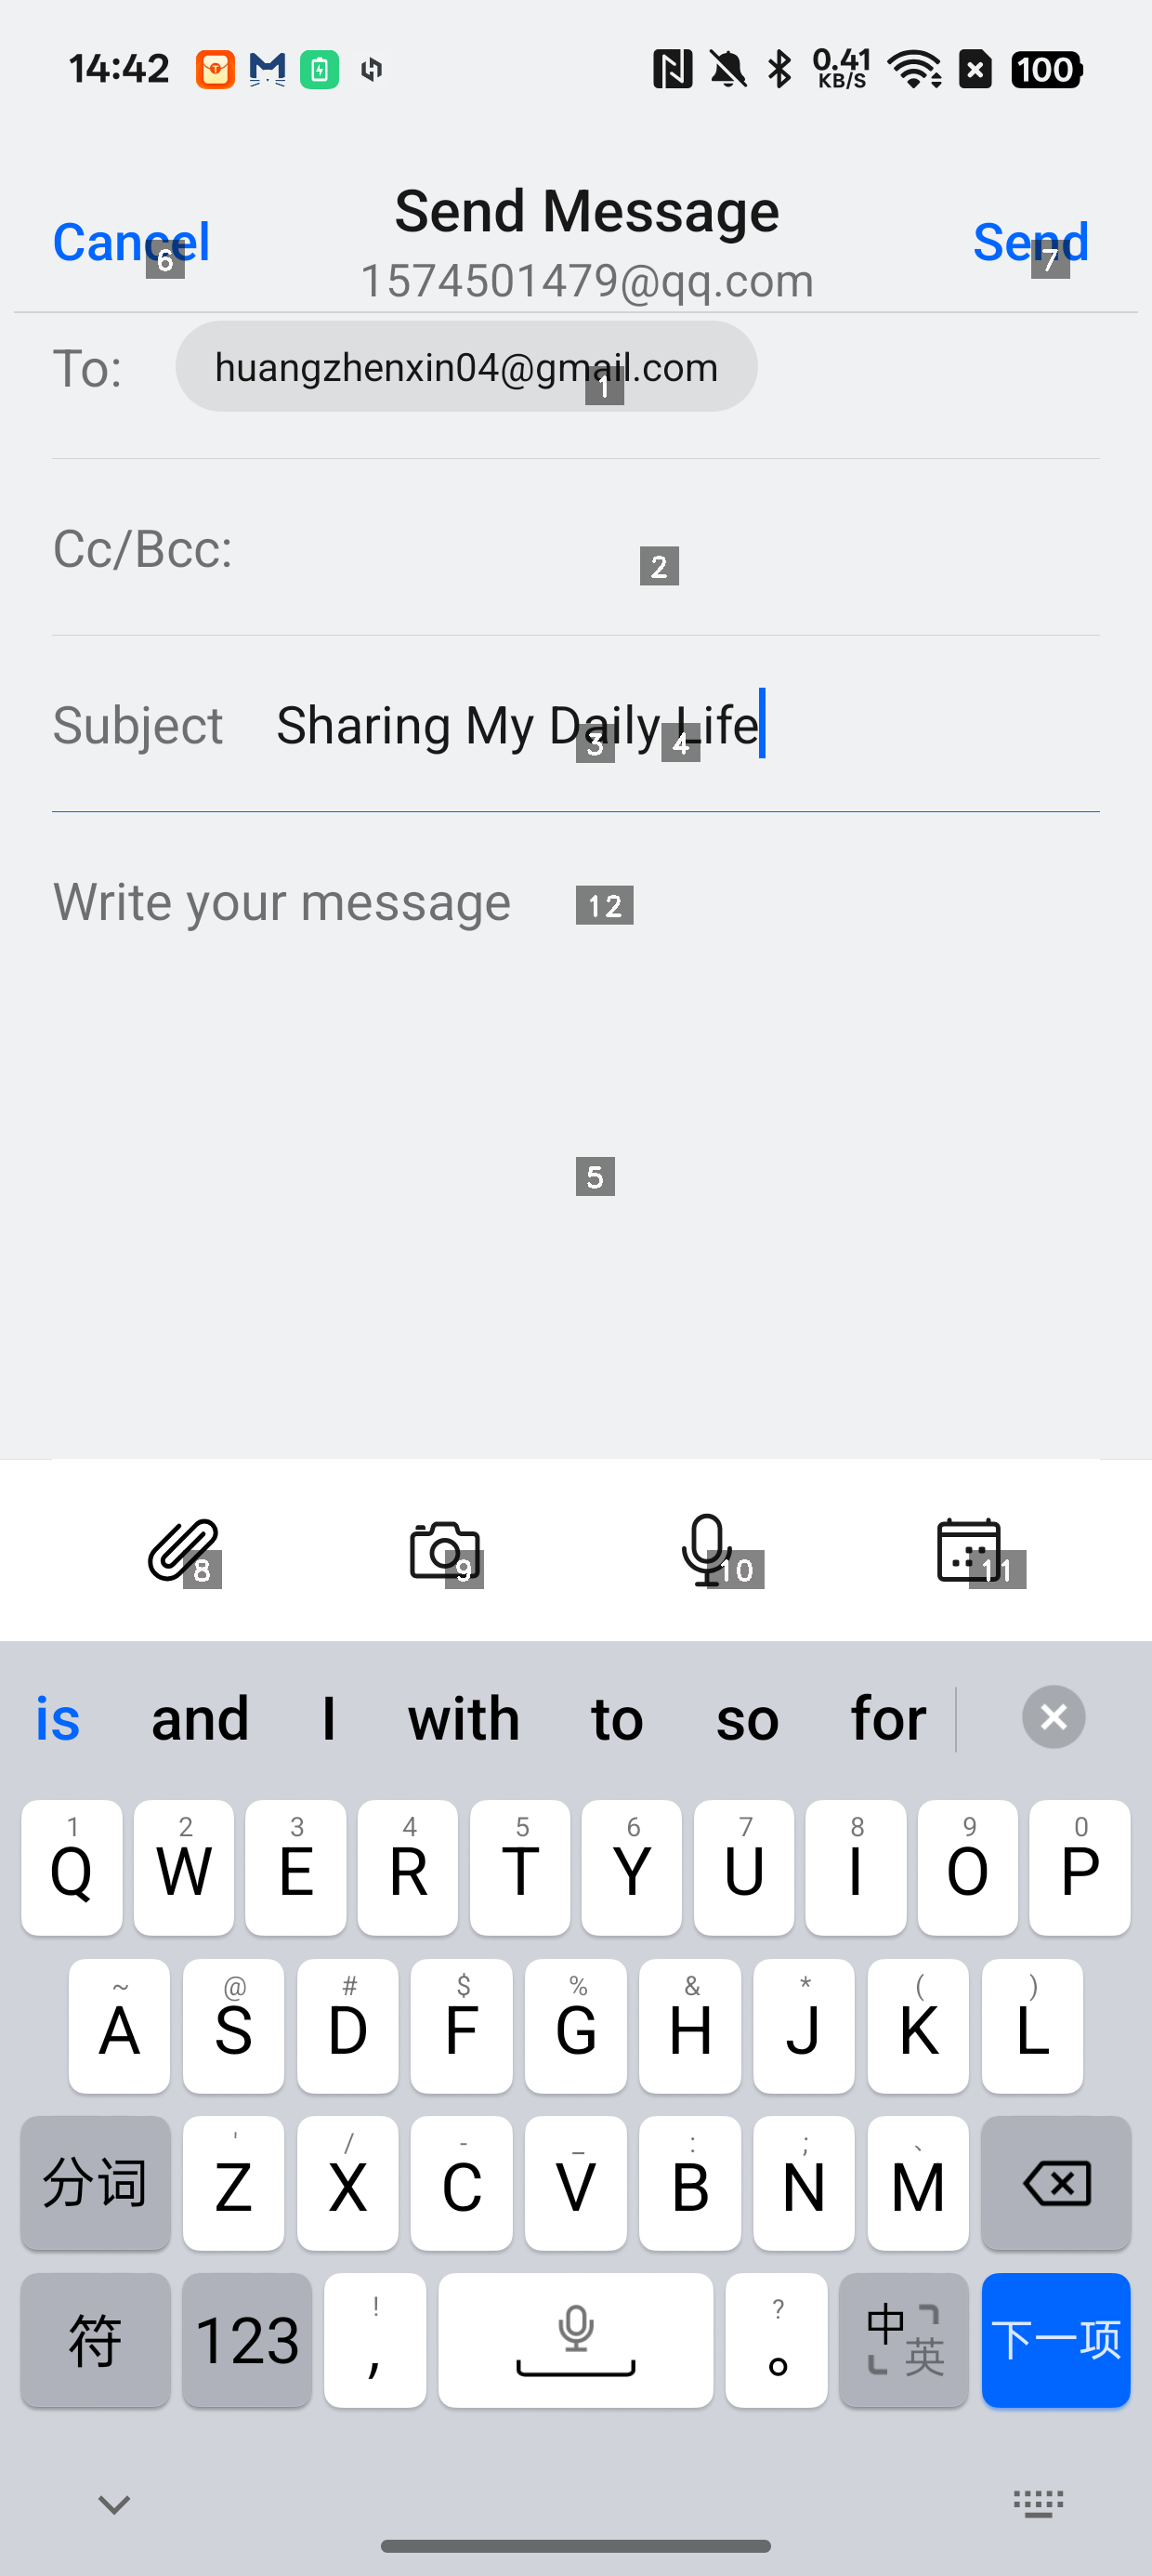 14:42 0.41 KB/S 100
Send Message
Cancel 6 Send 7
1574501479@qq.com
To: huangzhenxin04@gmail.com 1
Cc/Bcc: 2
Subject Sharing My Daily Life 3 4
Write your message 12
5
8 9 10 11
is and I with to so for
1 2 3 4 5 6 7 8 9 0
Q W E R T Y U I O P
~ @ # $ % & * ( )
A S D F G H J K L
' / - _ : ; 、
分词 Z X C V B N M
! ?
符 123 , 。 中 英 下一项